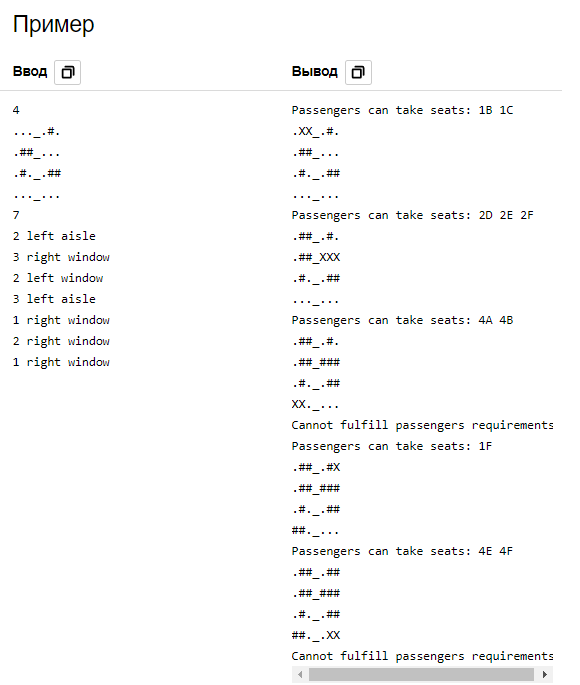 Пример
Ввод
4
..._.#.
.##_...
.#._.##
..._...
7
2 left aisle
3 right window
2 left window
3 left aisle
1 right window
2 right window
1 right window
Вывод
Passengers can take seats: 1B 1C
.XX_.#.
.##_...
.#._.##
..._...
Passengers can take seats: 2D 2E 2F
.##_.#.
.##_XXX
.#._.##
..._...
Passengers can take seats: 4A 4B
.##_.#.
.##_###
.#._.##
XX._...
Cannot fulfill passengers requirements
Passengers can take seats: 1F
.##_.#X
.##_###
.#._.##
##._...
Passengers can take seats: 4E 4F
.##_.##
.##_###
.#._.##
##._.XX
Cannot fulfill passengers requirements